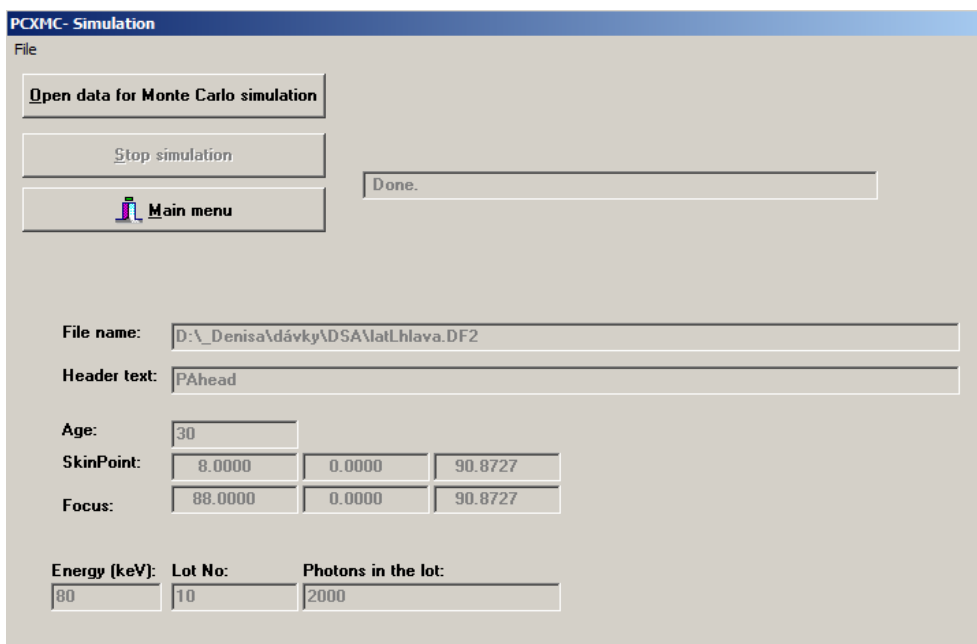 PCXMC- Simulation
File
Open data for Monte Carlo simulation
Stop simulation
Done.
Main menu
File name: D:\_Denisa\dávky\DSA\latLhlava.DF2
Header text: PAhead
Age: 30
SkinPoint: 8.0000 0.0000 90.8727
Focus: 88.0000 0.0000 90.8727
Energy (keV): Lot No: Photons in the lot:
80 10 2000